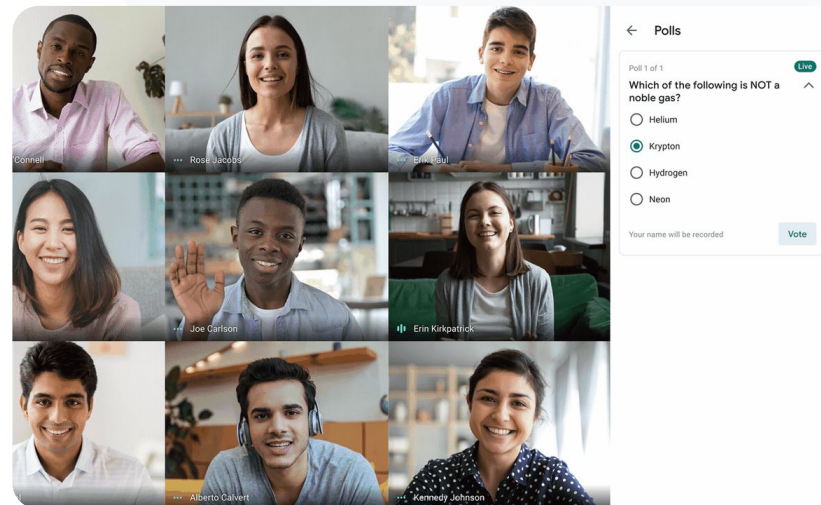 'Connell
Rose Jacobs
Erik Paul
Joe Carlson
Erin Kirkpatrick
Alberto Calvert
Kennedy Johnson
Polls
Poll 1 of 1
Live
Which of the following is NOT a
noble gas?
Helium
Krypton
Hydrogen
Neon
Your name will be recorded
Vote